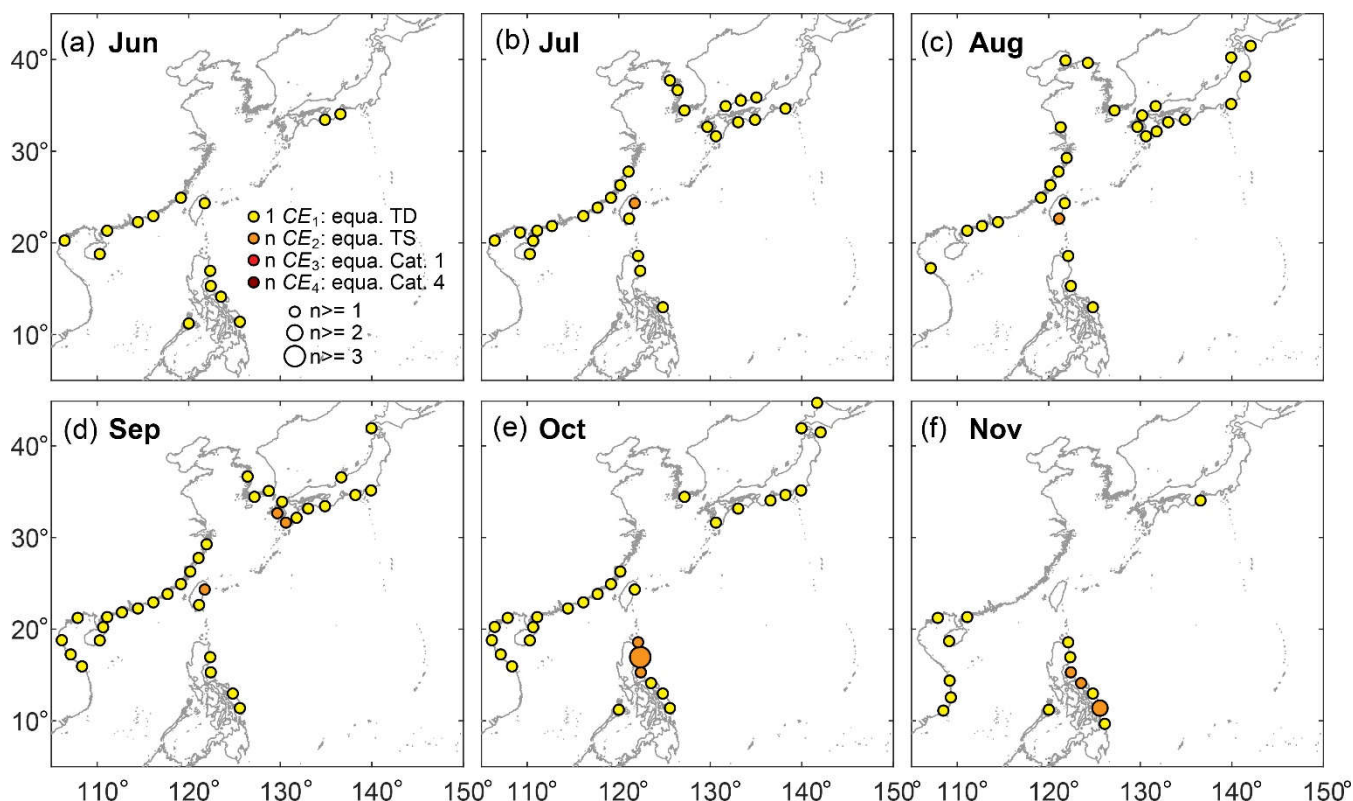 (a) Jun
(b) Jul
(c) Aug
40°
30°
20°
10°
1 CE1: equa. TD
n CE2: equa. TS
n CE3: equa. Cat. 1
n CE4: equa. Cat. 4
n>= 1
n>= 2
n>= 3
(d) Sep
(e) Oct
(f) Nov
40°
30°
20°
10°
110° 120° 130° 140° 150° 110° 120° 130° 140° 150° 110° 120° 130° 140° 150°